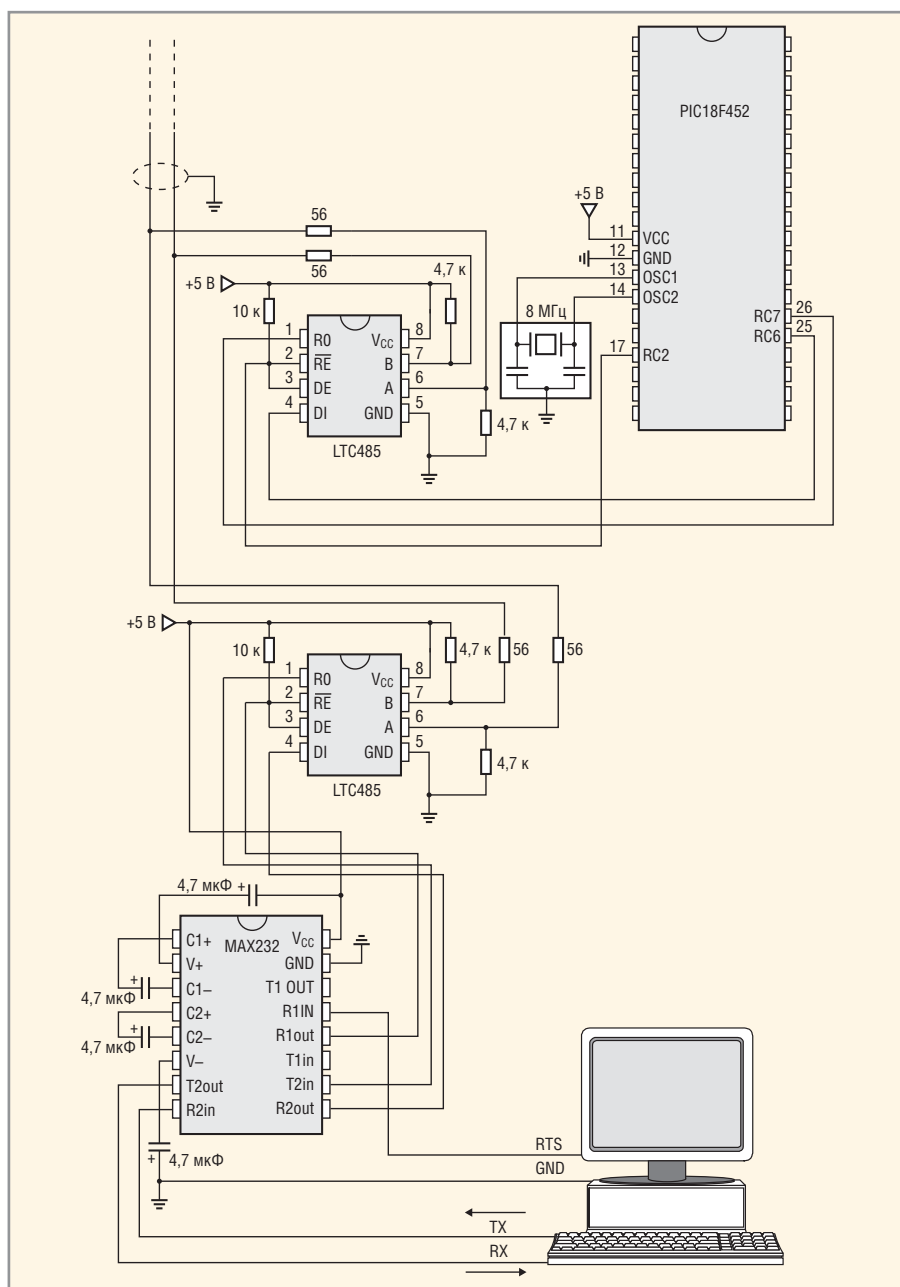 PIC18F452
+5 В
11 VCC
12 GND
13 OSC1
14 OSC2
RC7 26
RC6 25
17 RC2
8 МГц
56
56
4,7 к
+5 В
10 к
1 R0
2 RE
3 DE
4 DI
VCC 8
B 7
A 6
GND 5
4,7 к
LTC485
+5 В
10 к
4,7 к
56
56
1 R0
2 RE
3 DE
4 DI
VCC 8
B 7
A 6
GND 5
4,7 к
LTC485
4,7 мкФ +
MAX232
C1+
V+
C1–
C2+
C2–
V–
T2out
R2in
VCC
GND
T1 OUT
R1IN
R1out
T1in
T2in
R2out
+
4,7 мкФ
+
4,7 мкФ
+ 4,7 мкФ
RTS
GND
TX
RX